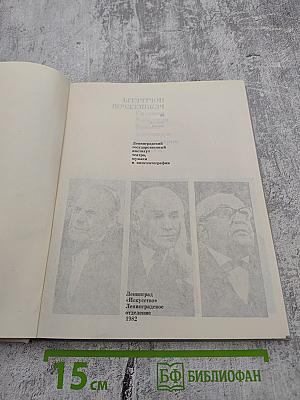 Ленинградский
государственный
институт
театра,
музыки
и кинематографии
Ленинград
«Искусство»
Ленинградское
отделение
1982
15 см
БФ БИБЛИОФАН